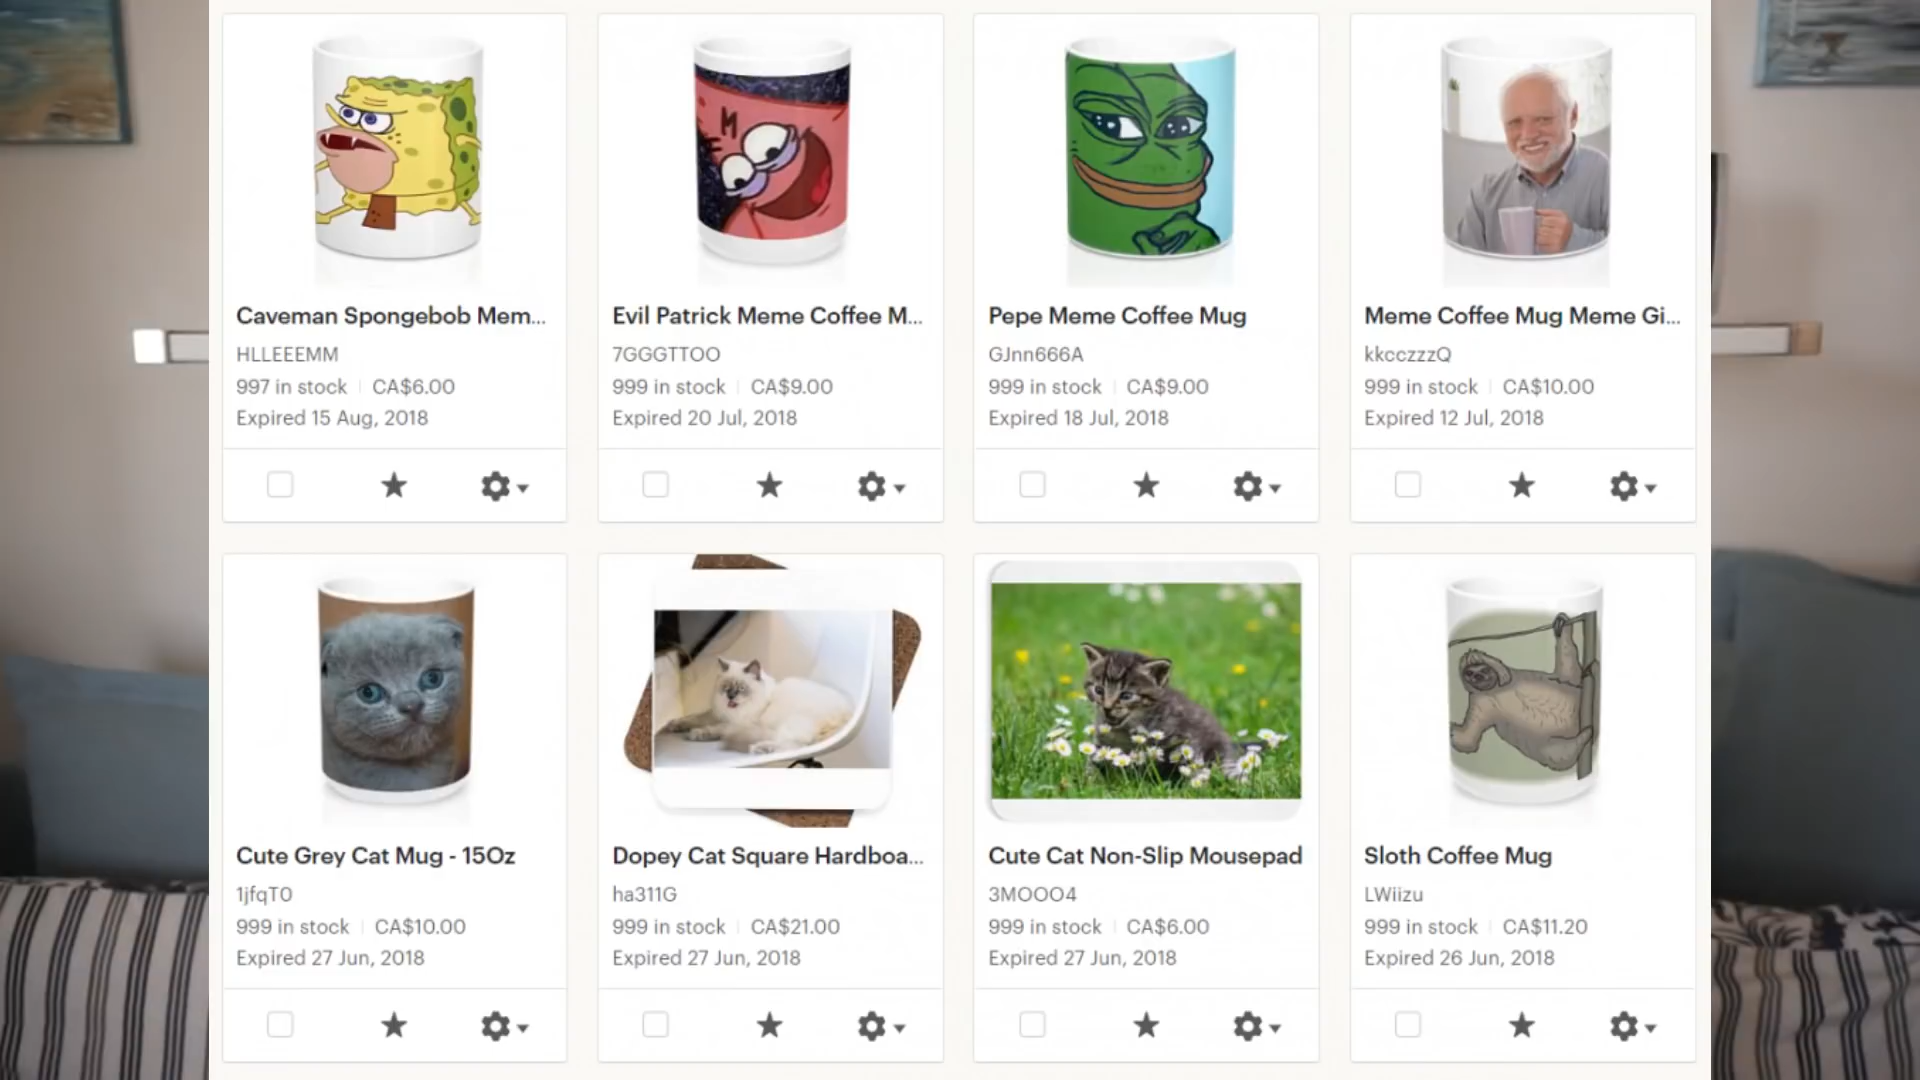 Caveman Spongebob Mem...
HLLEEEMM
997 in stock | CA$6.00
Expired 15 Aug, 2018
Evil Patrick Meme Coffee M...
7GGGTTOO
999 in stock | CA$9.00
Expired 20 Jul, 2018
Pepe Meme Coffee Mug
GJnn666A
999 in stock | CA$9.00
Expired 18 Jul, 2018
Meme Coffee Mug Meme Gi...
kkcczzzQ
999 in stock | CA$10.00
Expired 12 Jul, 2018
Cute Grey Cat Mug - 15Oz
1jfqT0
999 in stock | CA$10.00
Expired 27 Jun, 2018
Dopey Cat Square Hardboa...
ha311G
999 in stock | CA$21.00
Expired 27 Jun, 2018
Cute Cat Non-Slip Mousepad
3MOOO4
999 in stock | CA$6.00
Expired 27 Jun, 2018
Sloth Coffee Mug
LWiizu
999 in stock | CA$11.20
Expired 26 Jun, 2018